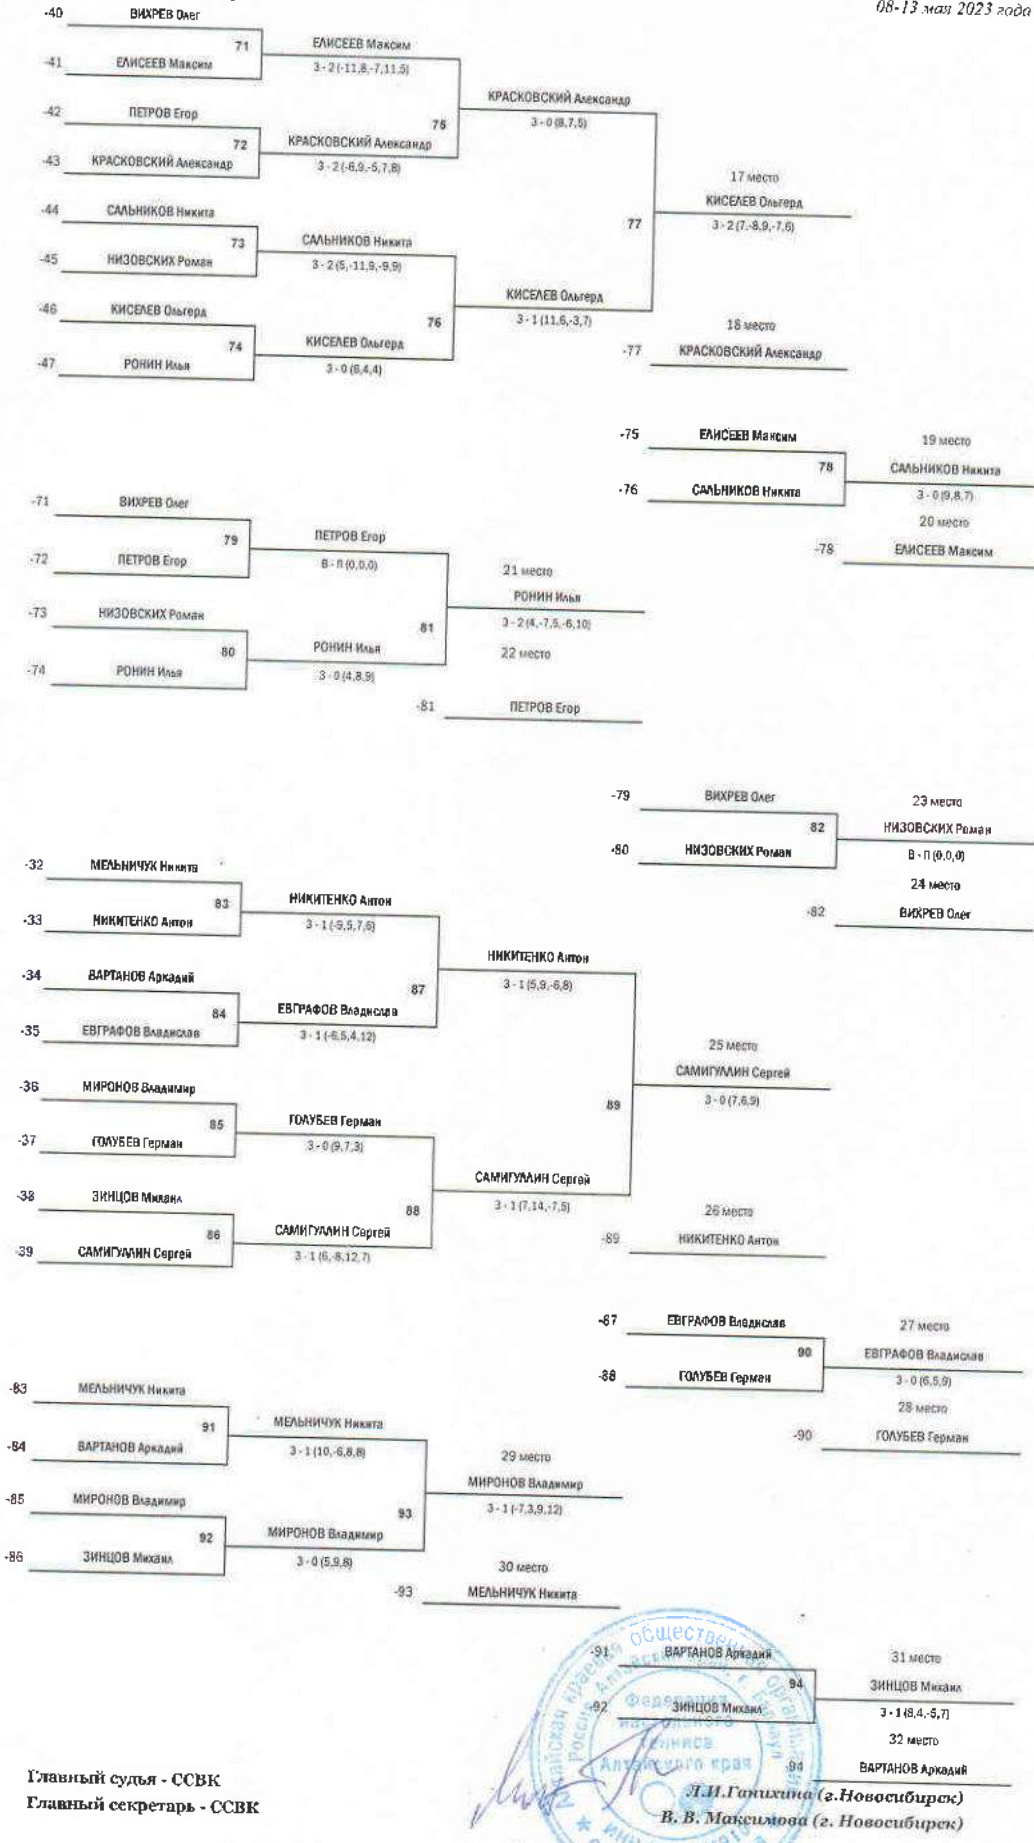 08-13 мая 2023 года
-40 ВИХРЕВ Олег
71 ЕЛИСЕЕВ Максим
-41 ЕЛИСЕЕВ Максим
3 - 2 (-11,8,-7,11,5)
75 КРАСКОВСКИЙ Александр
3 - 0 (8,7,5)
-42 ПЕТРОВ Егор
72 КРАСКОВСКИЙ Александр
-43 КРАСКОВСКИЙ Александр
3 - 2 (-6,9,-5,7,8)
17 место
77 КИСЕЛЕВ Ольгерд
3 - 2 (7,-8,9,-7,6)
-44 САЛЬНИКОВ Никита
73 САЛЬНИКОВ Никита
-45 НИЗОВСКИХ Роман
3 - 2 (5,-11,9,-9,9)
76 КИСЕЛЕВ Ольгерд
3 - 1 (11,6,-3,7)
-46 КИСЕЛЕВ Ольгерд
74 КИСЕЛЕВ Ольгерд
-47 РОНИН Илья
3 - 0 (6,4,4)
18 место
-77 КРАСКОВСКИЙ Александр
-75 ЕЛИСЕЕВ Максим
19 место
78 САЛЬНИКОВ Никита
-76 САЛЬНИКОВ Никита
3 - 0 (9,8,7)
20 место
-78 ЕЛИСЕЕВ Максим
-71 ВИХРЕВ Олег
79 ПЕТРОВ Егор
-72 ПЕТРОВ Егор
В - П (0,0,0)
21 место
81 РОНИН Илья
3 - 2 (4,-7,5,-6,10)
-73 НИЗОВСКИХ Роман
80 РОНИН Илья
-74 РОНИН Илья
3 - 0 (4,8,9)
22 место
-81 ПЕТРОВ Егор
-79 ВИХРЕВ Олег
23 место
82 НИЗОВСКИХ Роман
-80 НИЗОВСКИХ Роман
В - П (0,0,0)
24 место
-82 ВИХРЕВ Олег
-32 МЕЛЬНИЧУК Никита
83 НИКИТЕНКО Антон
-33 НИКИТЕНКО Антон
3 - 1 (-9,5,7,6)
87 НИКИТЕНКО Антон
3 - 1 (5,9,-6,8)
-34 ВАРТАНОВ Аркадий
84 ЕВГРАФОВ Владислав
-35 ЕВГРАФОВ Владислав
3 - 1 (-6,5,4,12)
25 место
89 САМИГУЛЛИН Сергей
3 - 0 (7,6,9)
-36 МИРОНОВ Владимир
85 ГОЛУБЕВ Герман
-37 ГОЛУБЕВ Герман
3 - 0 (9,7,3)
88 САМИГУЛЛИН Сергей
3 - 1 (7,14,-7,5)
-38 ЗИНЦОВ Михаил
86 САМИГУЛЛИН Сергей
-39 САМИГУЛЛИН Сергей
3 - 1 (6,-8,12,7)
26 место
-89 НИКИТЕНКО Антон
-87 ЕВГРАФОВ Владислав
27 место
90 ЕВГРАФОВ Владислав
-88 ГОЛУБЕВ Герман
3 - 0 (6,5,9)
28 место
-90 ГОЛУБЕВ Герман
-83 МЕЛЬНИЧУК Никита
91 МЕЛЬНИЧУК Никита
-84 ВАРТАНОВ Аркадий
3 - 1 (10,-6,8,8)
29 место
93 МИРОНОВ Владимир
3 - 1 (-7,3,9,12)
-85 МИРОНОВ Владимир
92 МИРОНОВ Владимир
-86 ЗИНЦОВ Михаил
3 - 0 (5,9,8)
30 место
-93 МЕЛЬНИЧУК Никита
-91 ВАРТАНОВ Аркадий
31 место
94 ЗИНЦОВ Михаил
-92 ЗИНЦОВ Михаил
3 - 1 (8,4,-5,7)
32 место
-94 ВАРТАНОВ Аркадий
Федерация
настольного
тенниса
Алтайского края
Главный судья - ССВК
Л.И.Ганихина (г.Новосибирск)
Главный секретарь - ССВК
В. В. Максимова (г. Новосибирск)